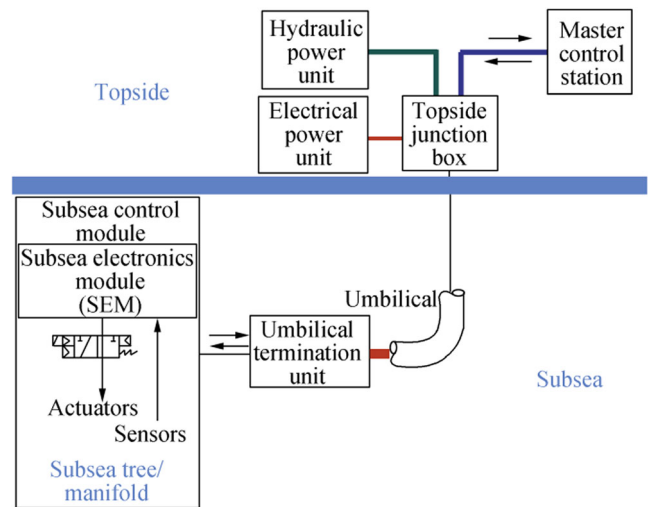 Hydraulic
power
unit
Master
control
station
Topside
Electrical
power
unit
Topside
junction
box
Subsea control
module
Subsea electronics
module
(SEM)
Umbilical
Umbilical
termination
unit
Subsea
Actuators
Sensors
Subsea tree/
manifold